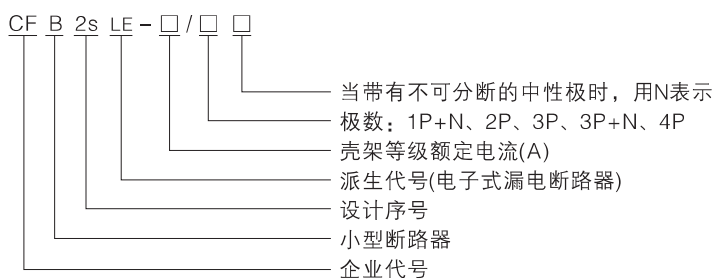 CF B 2s LE-□/□ □
当带有不可分断的中性极时，用N表示
极数：1P+N、2P、3P、3P+N、4P
壳架等级额定电流(A)
派生代号(电子式漏电断路器)
设计序号
小型断路器
企业代号